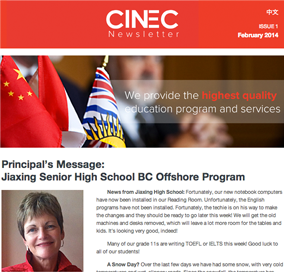 CINEC
Newsletter
中文
ISSUE 1
February 2014
We provide the highest quality
education program and services
Principal's Message:
Jiaxing Senior High School BC Offshore Program
News from Jiaxing High School: Fortunately, our new notebook computers
have now been installed in our Reading Room. Unfortunately, the English
programs have not been installed. Fortunately, the techie is on his way to make
the changes and they should be ready to go later this week! We will get the old
machines and desks removed, which will leave a lot more room for the tables and
kids. It's looking very good, indeed!
Many of our grade 11s are writing TOEFL or IELTS this week! Good luck to
all of our students!
A Snow Day? Over the last few days we have had some snow, with very cold